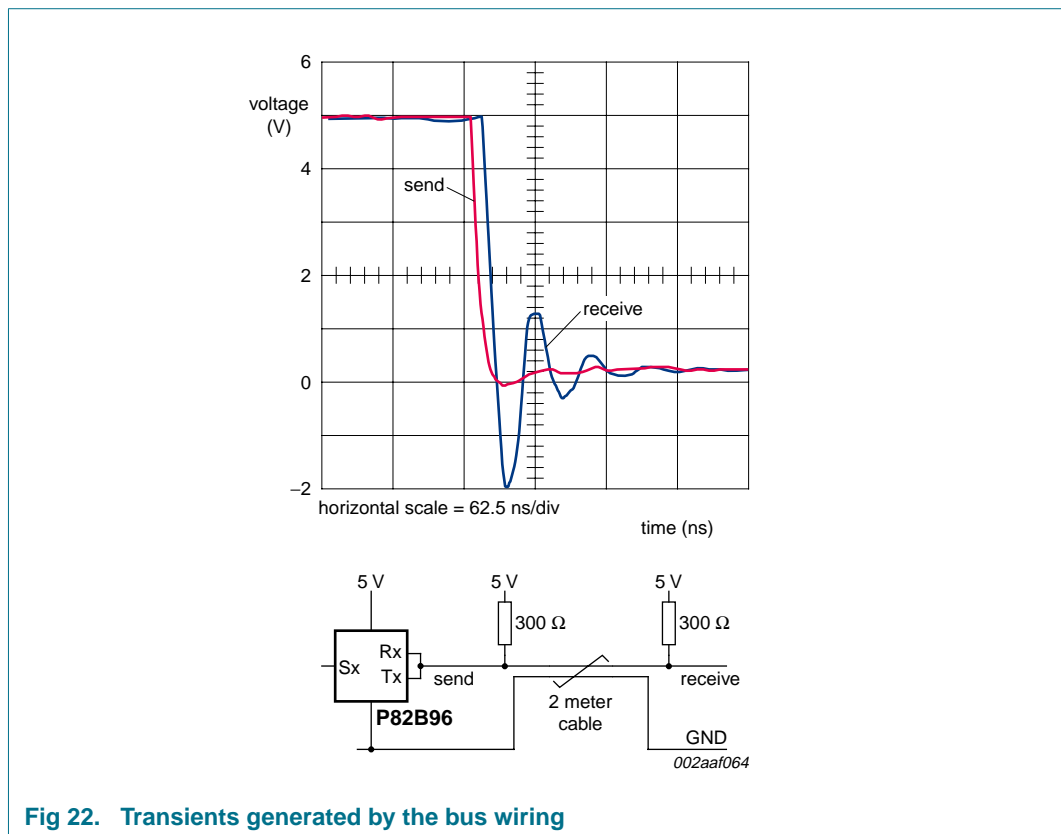 6
voltage
(V)
4
send
2
receive
0
−2
horizontal scale = 62.5 ns/div
time (ns)
5 V
5 V
5 V
300 Ω
300 Ω
Rx
Sx
Tx
send
receive
P82B96
2 meter
cable
GND
002aaf064
Fig 22. Transients generated by the bus wiring